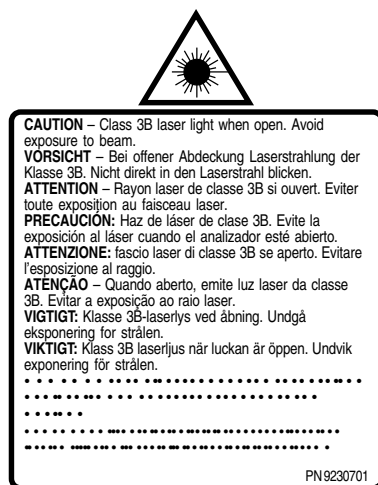 CAUTION – Class 3B laser light when open. Avoid
exposure to beam.
VORSICHT – Bei offener Abdeckung Laserstrahlung der
Klasse 3B. Nicht direkt in den Laserstrahl blicken.
ATTENTION – Rayon laser de classe 3B si ouvert. Eviter
toute exposition au faisceau laser.
PRECAUCIÓN: Haz de láser de clase 3B. Evite la
exposición al láser cuando el analizador esté abierto.
ATTENZIONE: fascio laser di classe 3B se aperto. Evitare
l'esposizione al raggio.
ATENÇÃO – Quando aberto, emite luz laser da classe
3B. Evitar a exposição ao raio laser.
VIGTIGT: Klasse 3B-laserlys ved åbning. Undgå
eksponering for strålen.
VIKTIGT: Klass 3B laserljus när luckan är öppen. Undvik
exponering för strålen.
PN 9230701